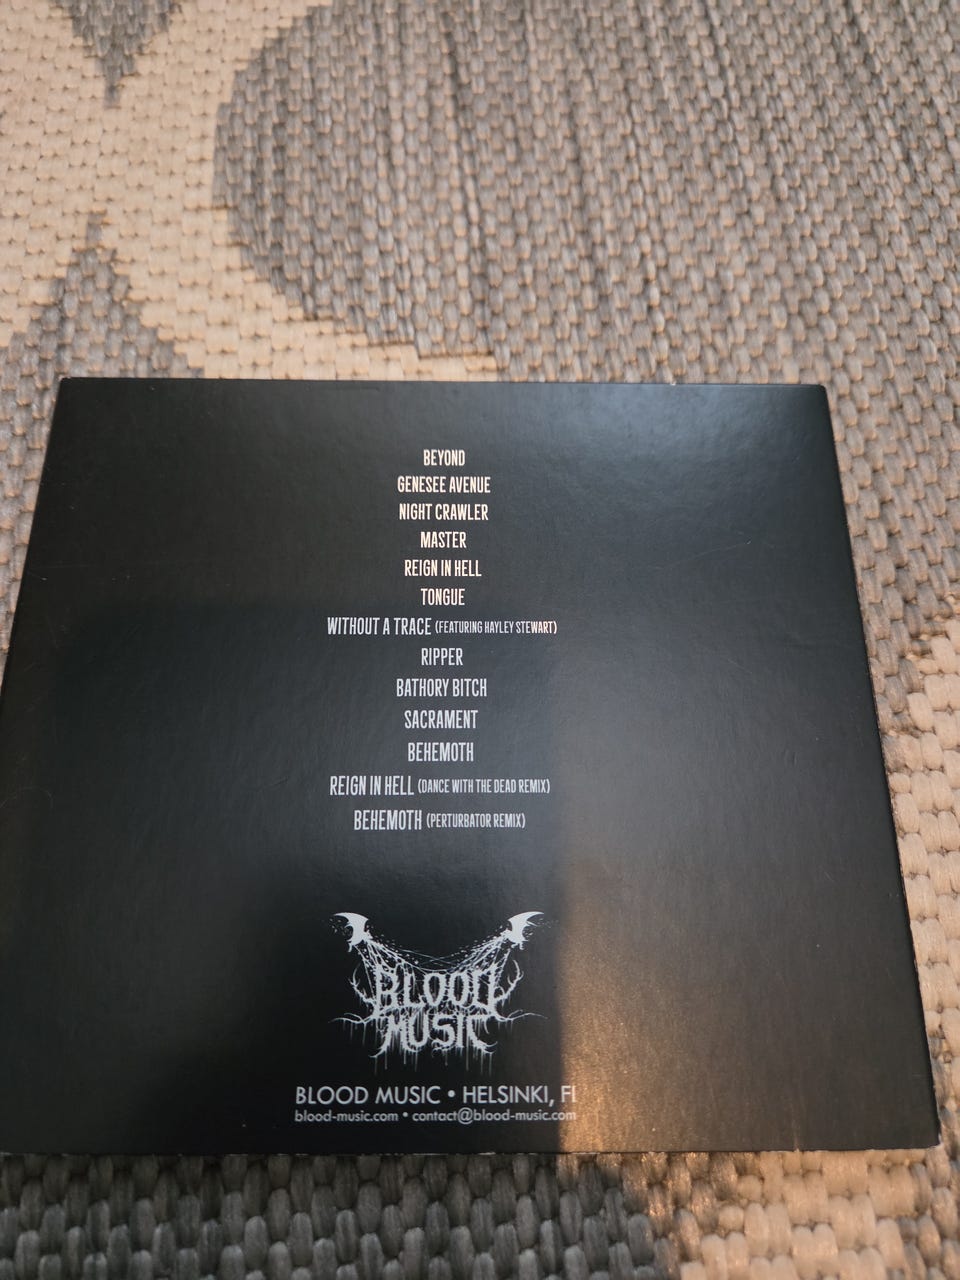 BEYOND
GENESEE AVENUE
NIGHT CRAWLER
MASTER
REIGN IN HELL
TONGUE
WITHOUT A TRACE (FEATURING HAYLEY STEWART)
RIPPER
BATHORY BITCH
SACRAMENT
BEHEMOTH
REIGN IN HELL (DANCE WITH THE DEAD REMIX)
BEHEMOTH (PERTURBATOR REMIX)
BLOOD
MUSIC
BLOOD MUSIC • HELSINKI, FI
blood-music.com • contact@blood-music.com